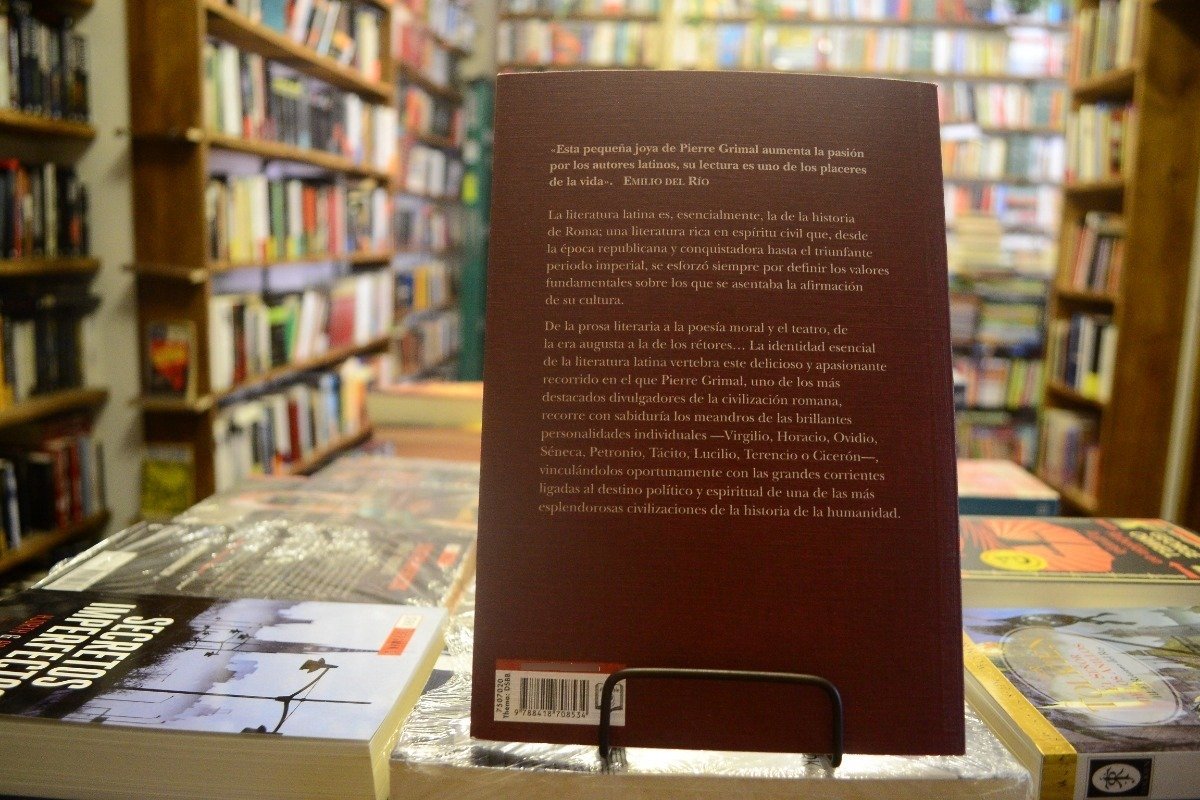 «Esta pequeña joya de Pierre Grimal aumenta la pasión
por los autores latinos, su lectura es uno de los placeres
de la vida». EMILIO DEL RÍO
La literatura latina es, esencialmente, la de la historia
de Roma; una literatura rica en espíritu civil que, desde
la época republicana y conquistadora hasta el triunfante
periodo imperial, se esforzó siempre por definir los valores
fundamentales sobre los que se asentaba la afirmación
de su cultura.
De la prosa literaria a la poesía moral y el teatro, de
la era augusta a la de los rétores… La identidad esencial
de la literatura latina vertebra este delicioso y apasionante
recorrido en el que Pierre Grimal, uno de los más
destacados divulgadores de la civilización romana,
recorre con sabiduría los meandros de las brillantes
personalidades individuales —Virgilio, Horacio, Ovidio,
Séneca, Petronio, Tácito, Lucilio, Terencio o Cicerón—,
vinculándolos oportunamente con las grandes corrientes
ligadas al destino político y espiritual de una de las más
esplendorosas civilizaciones de la historia de la humanidad.
7507020
Thema: DSBB
9 788418 708534
SECRETOS
IMPERFECTOS